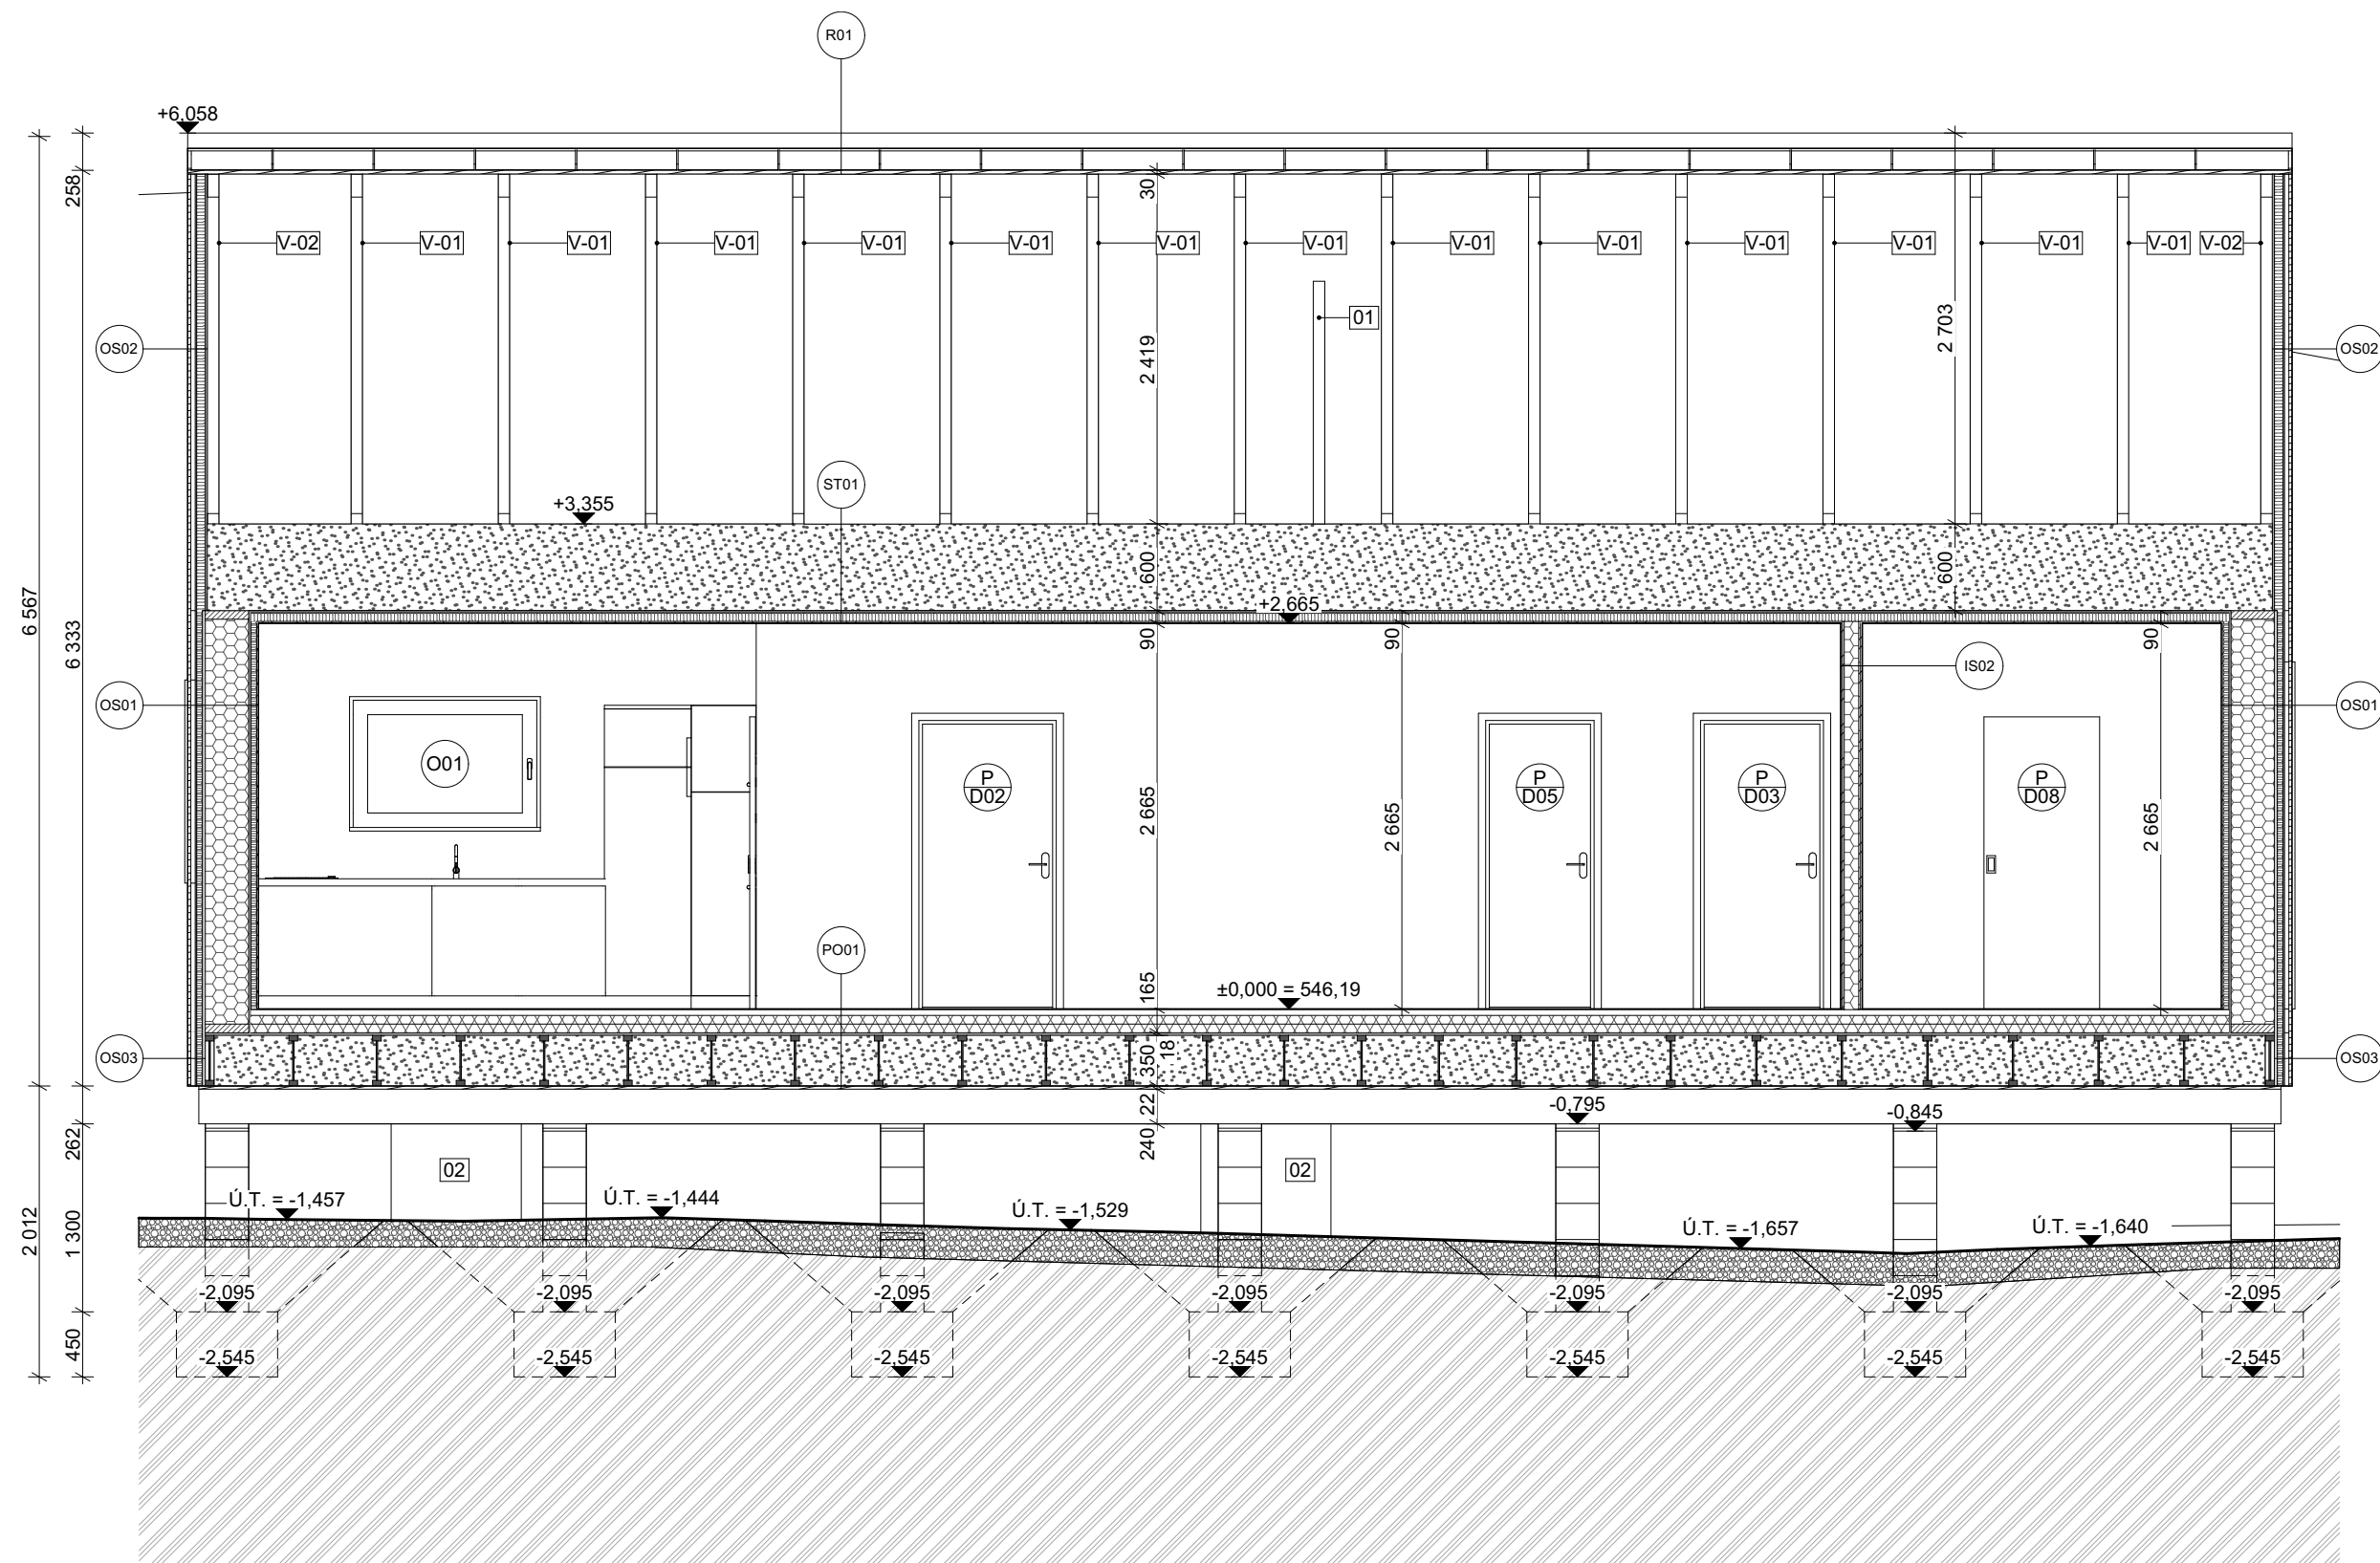 R01
+6,058
258
30
V-02
V-01
V-01
V-01
V-01
V-01
V-01
V-01
V-01
V-01
V-01
V-01
V-01
V-01
V-02
01
2 703
OS02
2 419
OS02
ST01
+3,355
6 567
6 333
600
600
+2,665
90
90
90
IS02
OS01
OS01
O01
P
D02
P
D05
P
D03
P
D08
2 665
2 665
2 665
PO01
165
±0,000 = 546,19
OS03
350
18
OS03
22
-0,795
-0,845
262
240
02
02
2 012
1 300
Ú.T. = -1,457
Ú.T. = -1,444
Ú.T. = -1,529
Ú.T. = -1,657
Ú.T. = -1,640
-2,095
-2,095
-2,095
-2,095
-2,095
-2,095
-2,095
450
-2,545
-2,545
-2,545
-2,545
-2,545
-2,545
-2,545